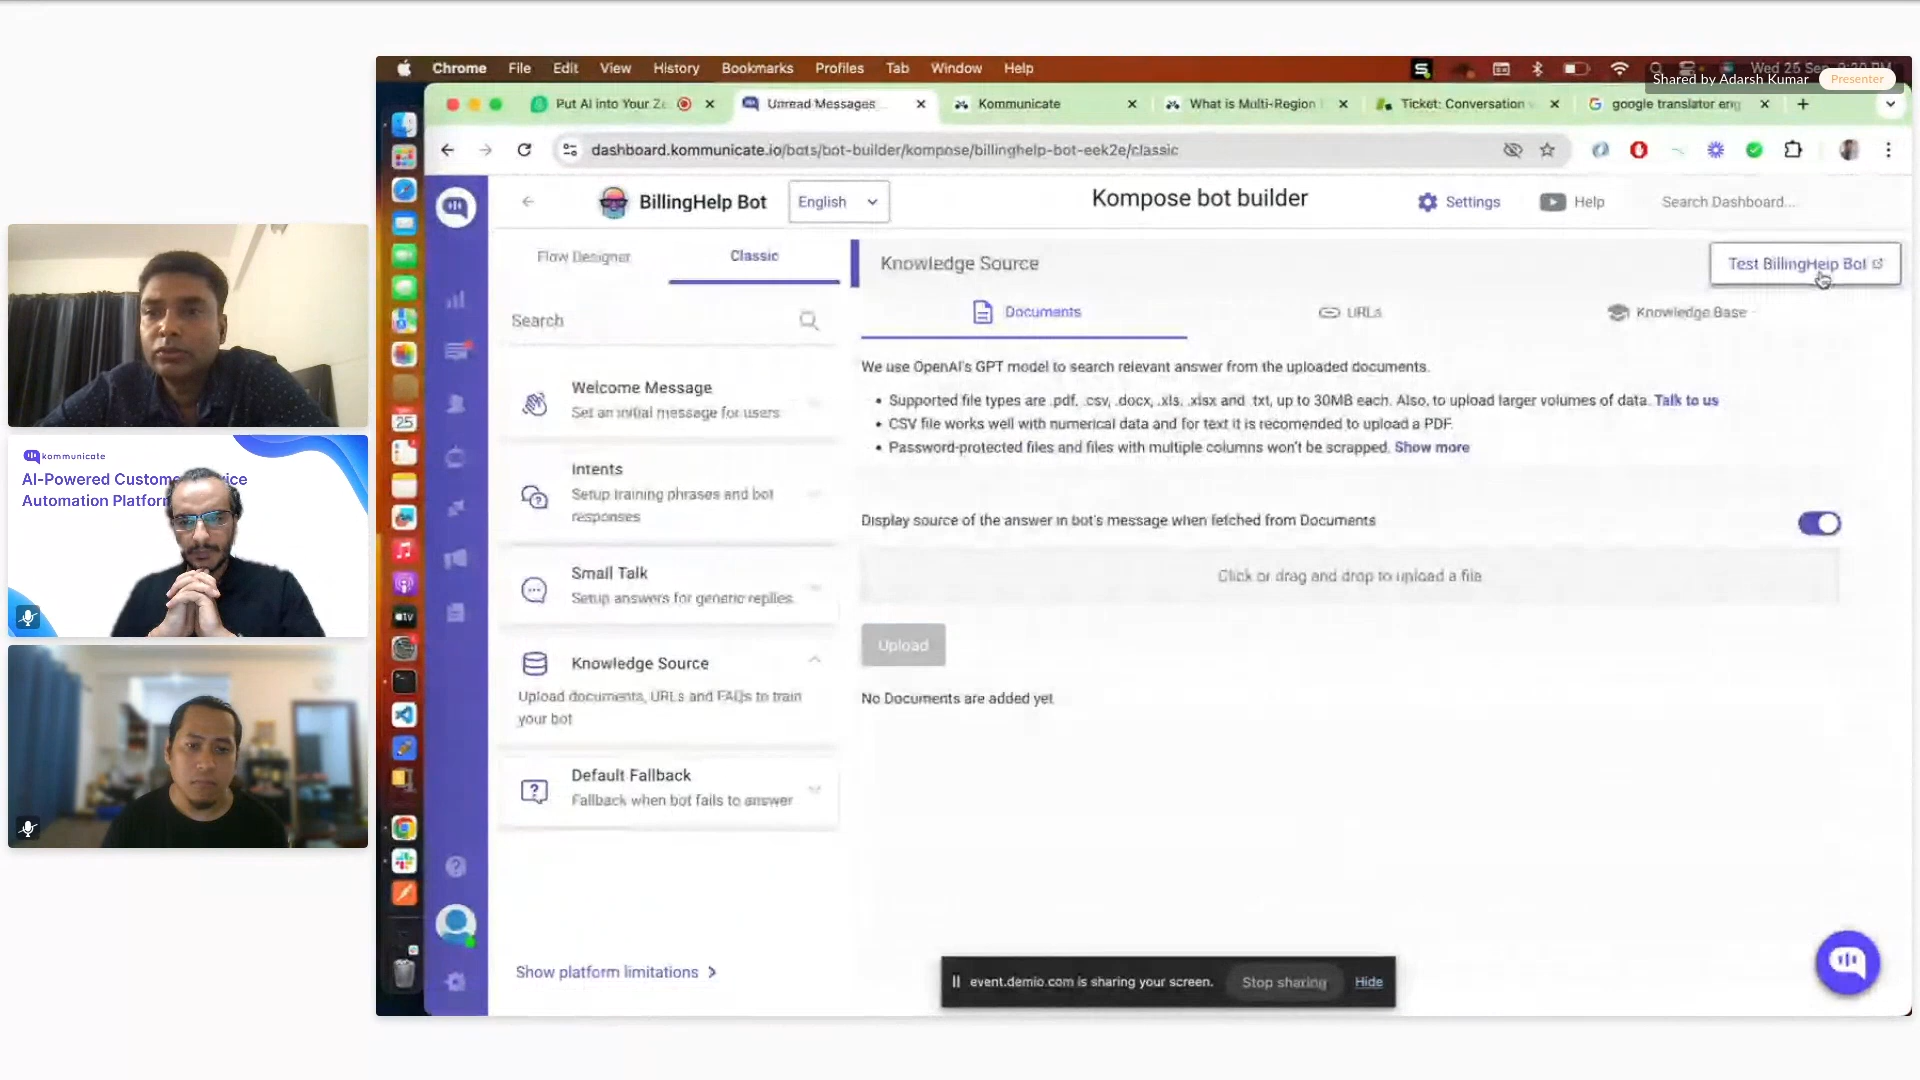 Chrome File Edit View History Bookmarks Profiles Tab Window Help
Wed 25 Sep
Shared by Adarsh Kumar Presenter
Put AI into Your Ze
Unread Messages
Kommunicate
What is Multi-Region
Ticket: Conversation
google translator eng
dashboard.kommunicate.io/bots/bot-builder/kompose/billinghelp-bot-eek2e/classic
BillingHelp Bot
English
Kompose bot builder
Settings
Help
Search Dashboard...
Flow Designer
Classic
Knowledge Source
Test BillingHelp Bot
Search
Documents
URLs
Knowledge Base
We use OpenAI's GPT model to search relevant answer from the uploaded documents.
• Supported file types are .pdf, .csv, .docx, .xls, .xlsx and .txt, up to 30MB each. Also, to upload larger volumes of data. Talk to us
• CSV file works well with numerical data and for text it is recomended to upload a PDF.
• Password-protected files and files with multiple columns won't be scrapped. Show more
Welcome Message
Set an initial message for users
Intents
Setup training phrases and bot
responses
Small Talk
Setup answers for generic replies
Knowledge Source
Upload documents, URLs and FAQs to train
your bot
Default Fallback
Fallback when bot fails to answer
Show platform limitations
Display source of the answer in bot's message when fetched from Documents
Click or drag and drop to upload a file
Upload
No Documents are added yet
event.demio.com is sharing your screen.
Stop sharing
Hide
kommunicate
AI-Powered Custome
ice
Automation Platfor
25
tv